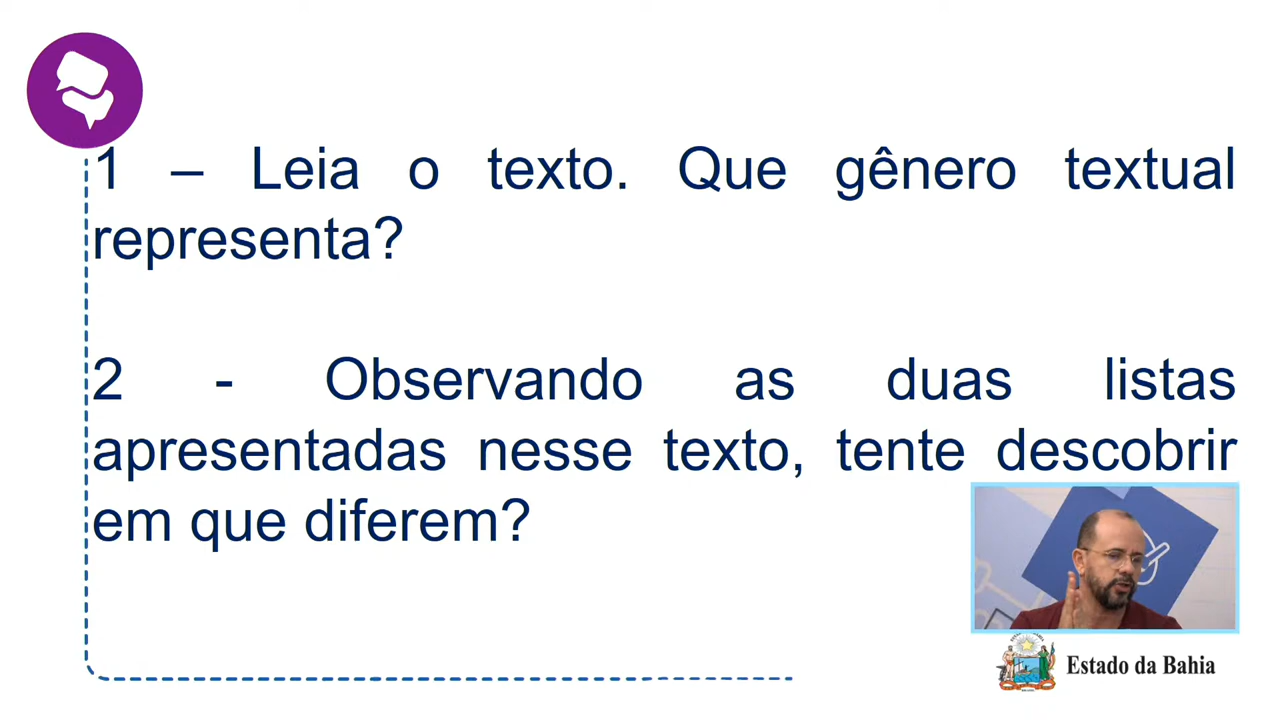 1 – Leia o texto. Que gênero textual
representa?
2 - Observando as duas listas
apresentadas nesse texto, tente descobrir
em que diferem?
Estado da Bahia